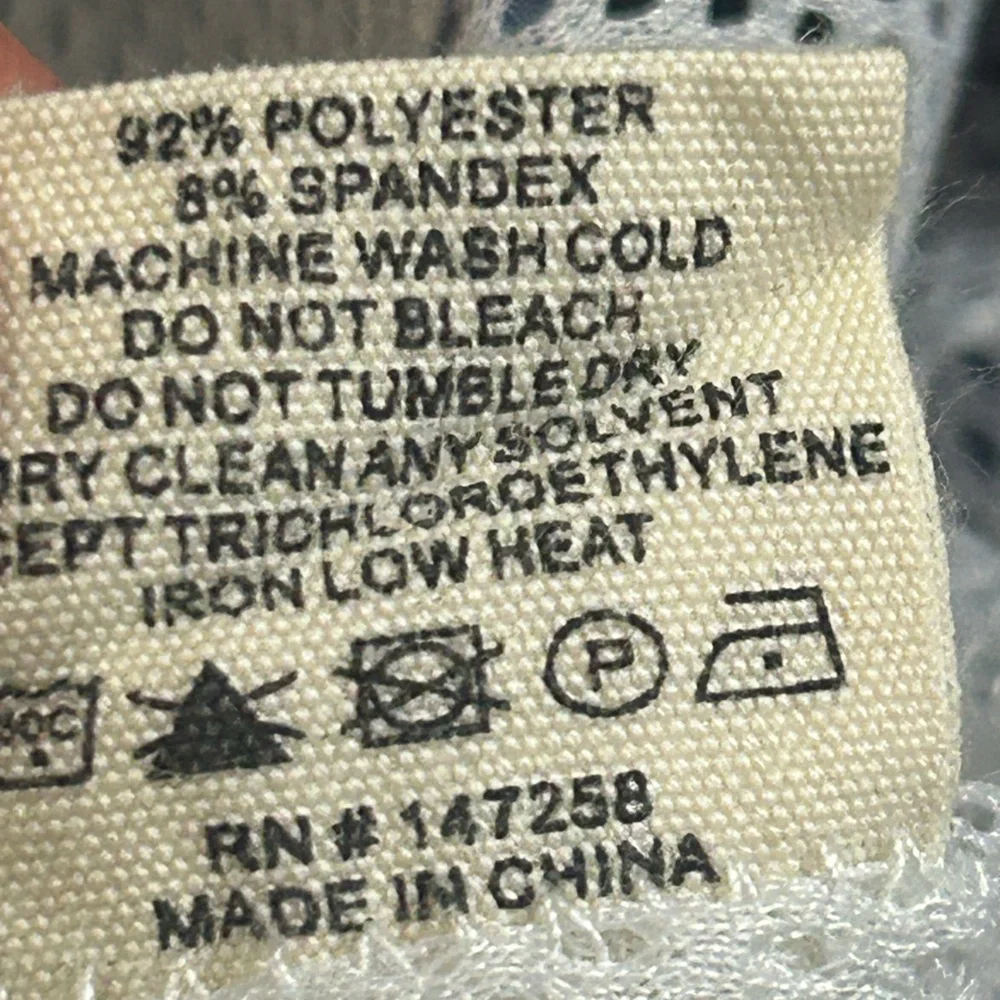 92% POLYESTER
8% SPANDEX
MACHINE WASH COLD
DO NOT BLEACH
DO NOT TUMBLE DRY
DRY CLEAN ANY SOLVENT
CEPT TRICHLOROETHYLENE
IRON LOW HEAT
P
RN # 147258
MADE IN CHINA